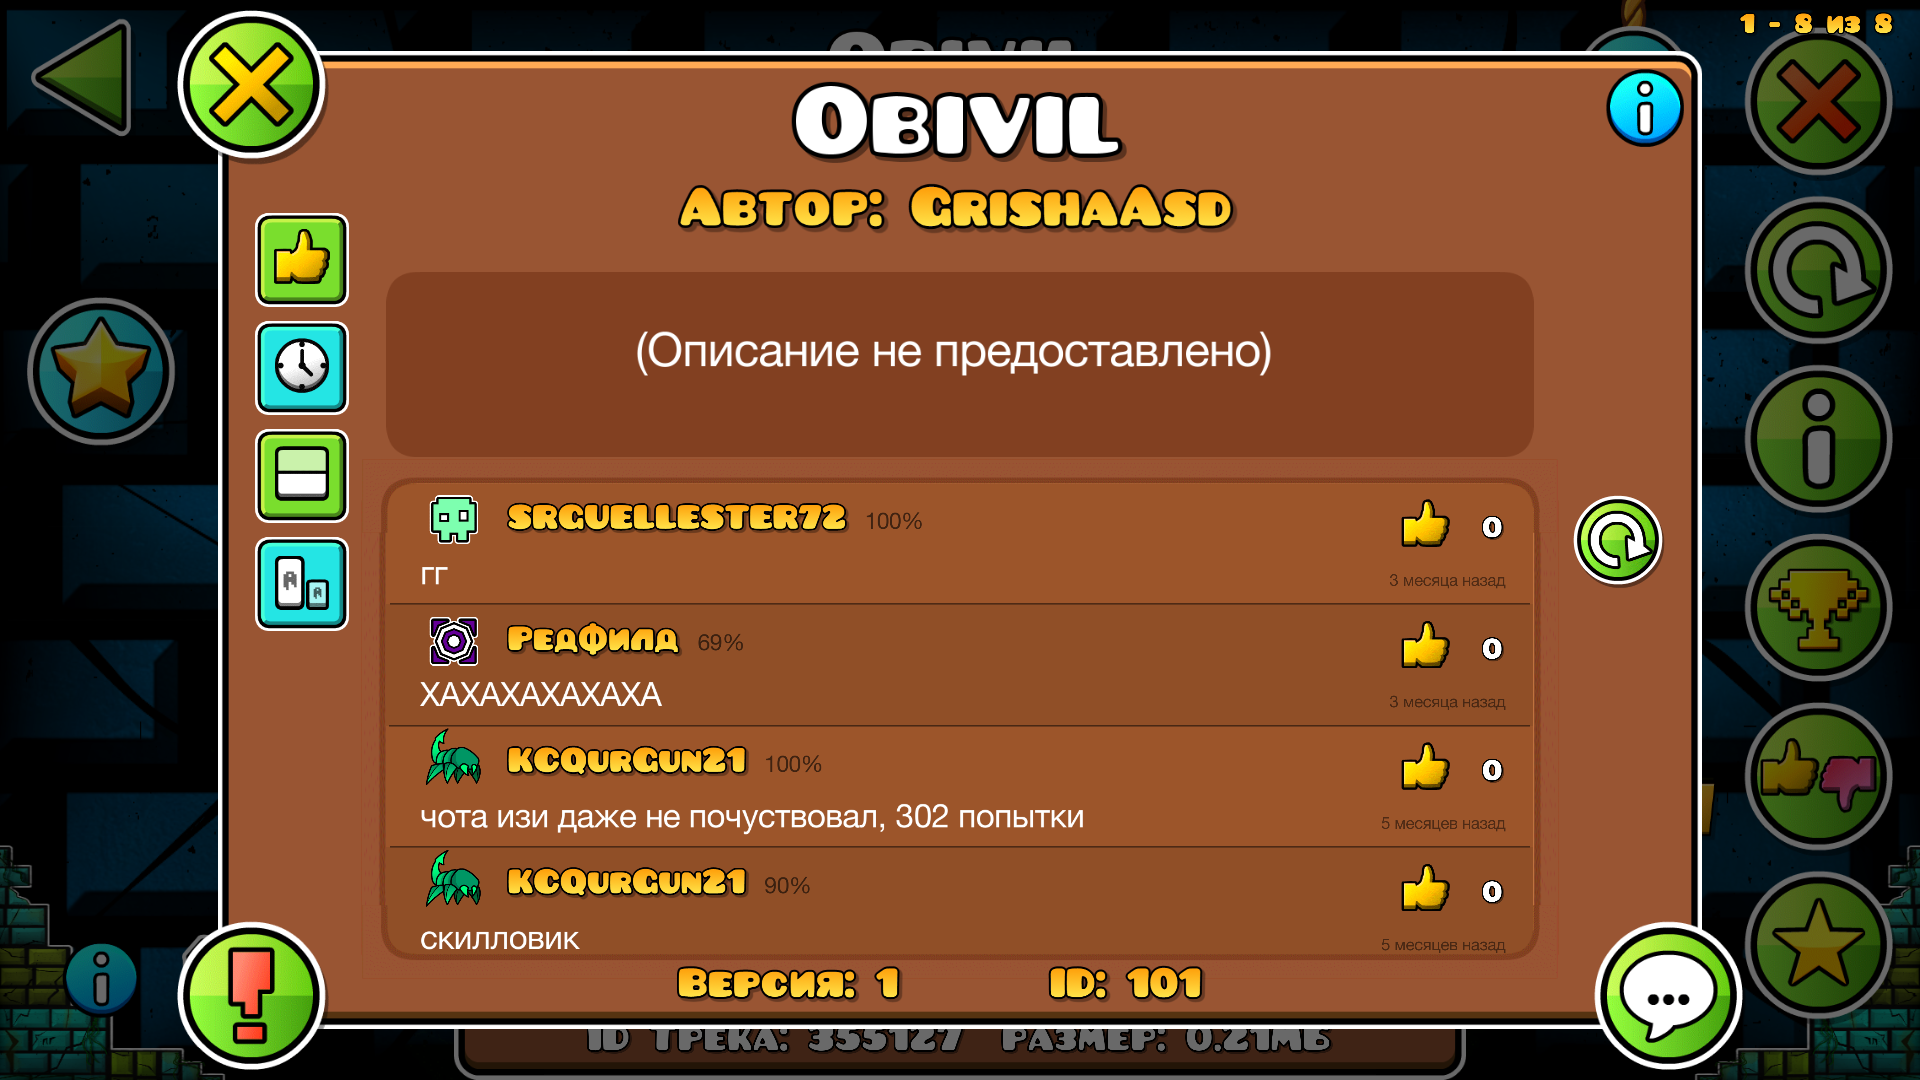 1 - 8 из 8
Obivil
Автор: GrishaAsd
(Описание не предоставлено)
SRGUELLESTER72 100% 0
гг
3 месяца назад
РедФилд 69% 0
ХАХАХАХАХАХА
3 месяца назад
KCQurGun21 100% 0
чота изи даже не почуствовал, 302 попытки
5 месяцев назад
KCQurGun21 90% 0
скилловик
5 месяцев назад
Версия: 1 ID: 101
ID трека: 355127 Размер: 0.21МБ